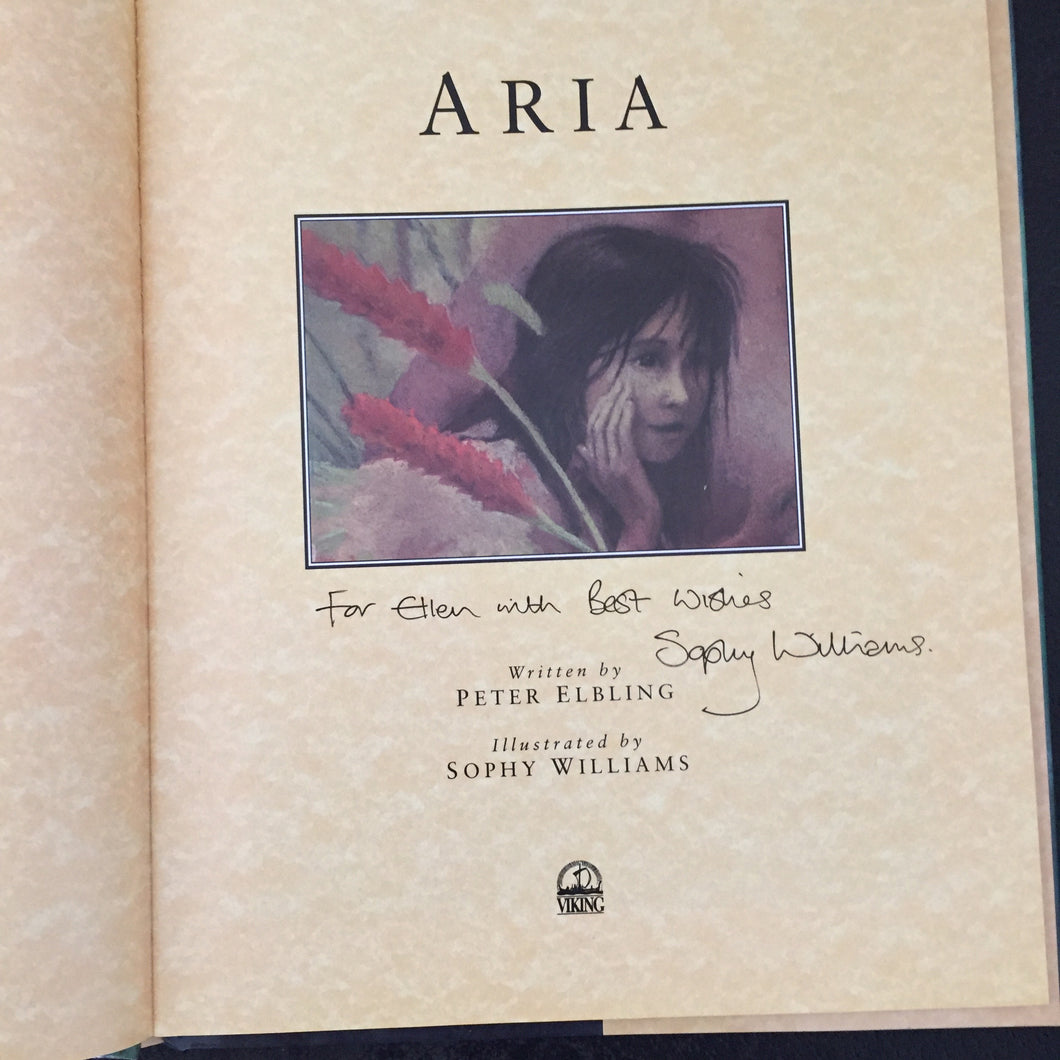 ARIA
For Ellen with Best Wishes
Sophy Williams.
Written by
PETER ELBLING
Illustrated by
SOPHY WILLIAMS
VIKING